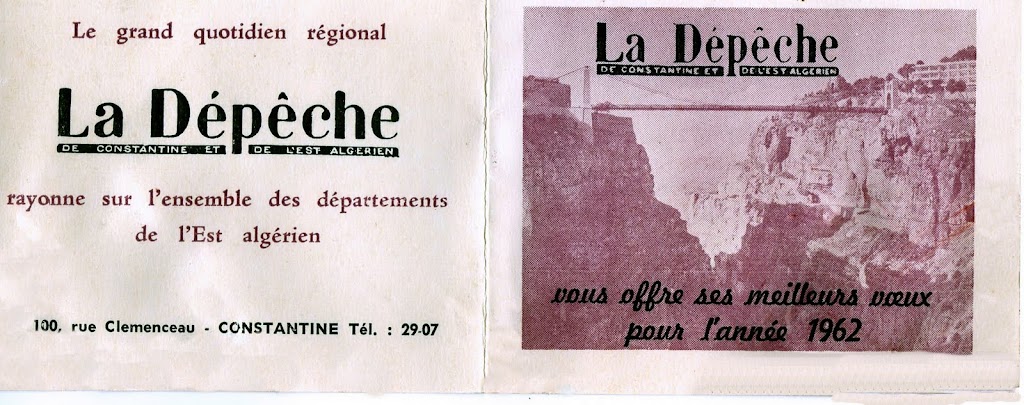 Le grand quotidien régional
La Dépêche
DE CONSTANTINE ET DE L'EST ALGERIEN
rayonne sur l'ensemble des départements
de l'Est algérien
100, rue Clemenceau - CONSTANTINE Tél. : 29-07
La Dépêche
DE CONSTANTINE ET DE L'EST ALGERIEN
vous offre ses meilleurs vœux
pour l'année 1962